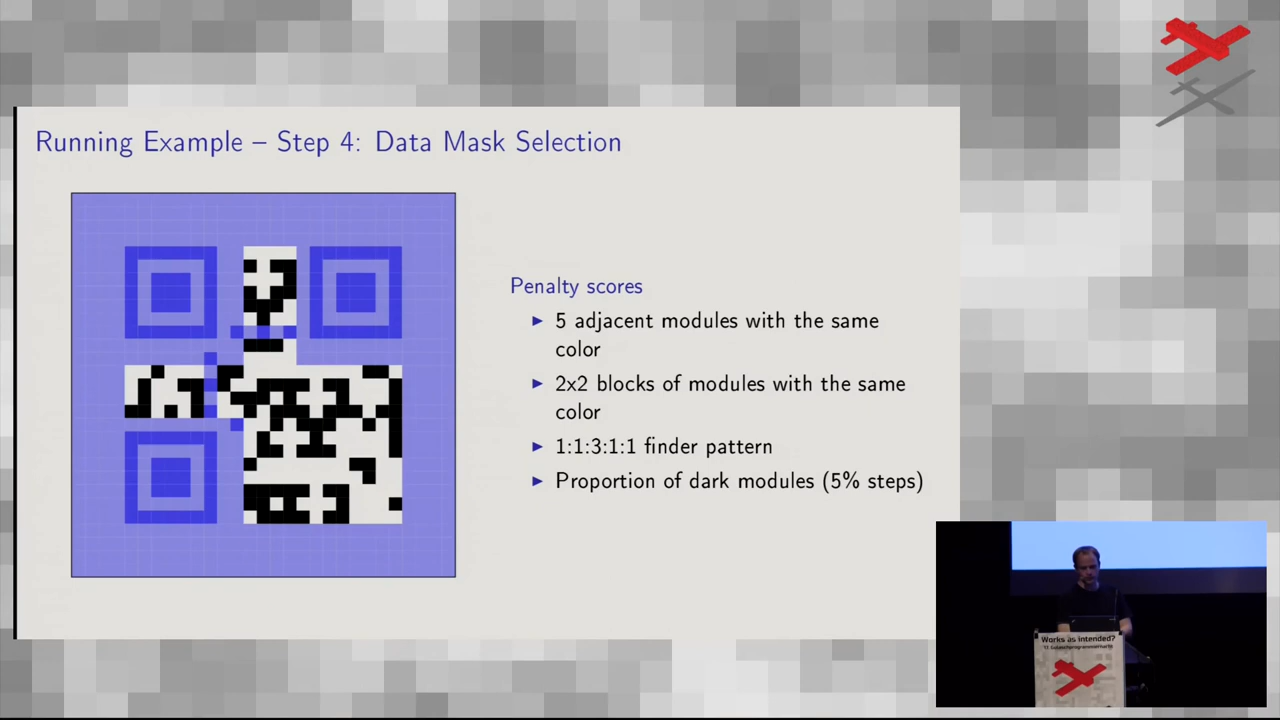 Running Example – Step 4: Data Mask Selection
Penalty scores
5 adjacent modules with the same
color
2x2 blocks of modules with the same
color
1:1:3:1:1 finder pattern
Proportion of dark modules (5% steps)
Works as intended?